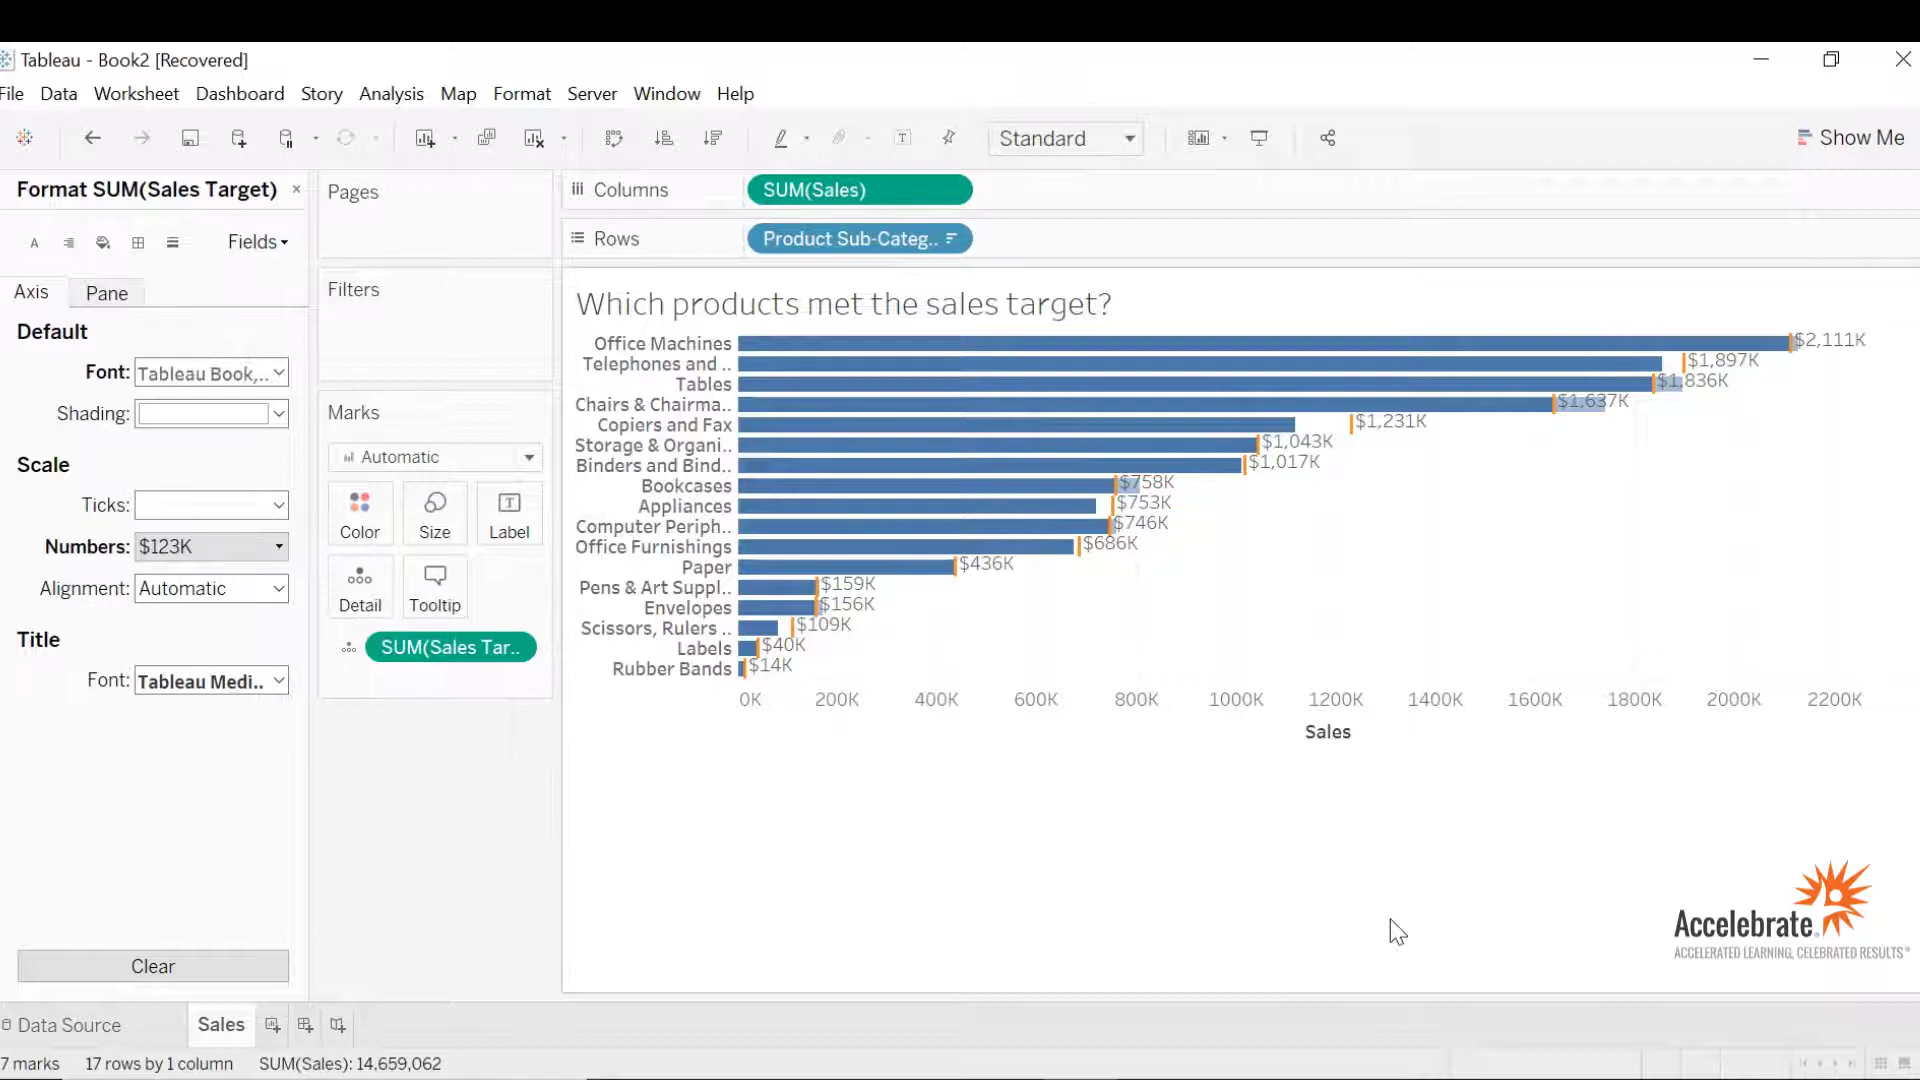 Tableau - Book2 [Recovered]
File Data Worksheet Dashboard Story Analysis Map Format Server Window Help
Standard
Show Me
Format SUM(Sales Target)
Fields
Axis
Pane
Default
Font: Tableau Book,..
Shading:
Scale
Ticks:
Numbers: $123K
Alignment: Automatic
Title
Font: Tableau Medi..
Clear
Pages
Filters
Marks
Automatic
Color Size Label
Detail Tooltip
SUM(Sales Tar..
Columns SUM(Sales)
Rows Product Sub-Categ..
Which products met the sales target?
Office Machines $2,111K
Telephones and .. $1,897K
Tables $1,836K
Chairs & Chairma.. $1,637K
Copiers and Fax $1,231K
Storage & Organi.. $1,043K
Binders and Bind.. $1,017K
Bookcases $758K
Appliances $753K
Computer Periph.. $746K
Office Furnishings $686K
Paper $436K
Pens & Art Suppl.. $159K
Envelopes $156K
Scissors, Rulers .. $109K
Labels $40K
Rubber Bands $14K
0K 200K 400K 600K 800K 1000K 1200K 1400K 1600K 1800K 2000K 2200K
Sales
Accelebrate.
ACCELERATED LEARNING, CELEBRATED RESULTS®
Data Source Sales
7 marks 17 rows by 1 column SUM(Sales): 14,659,062